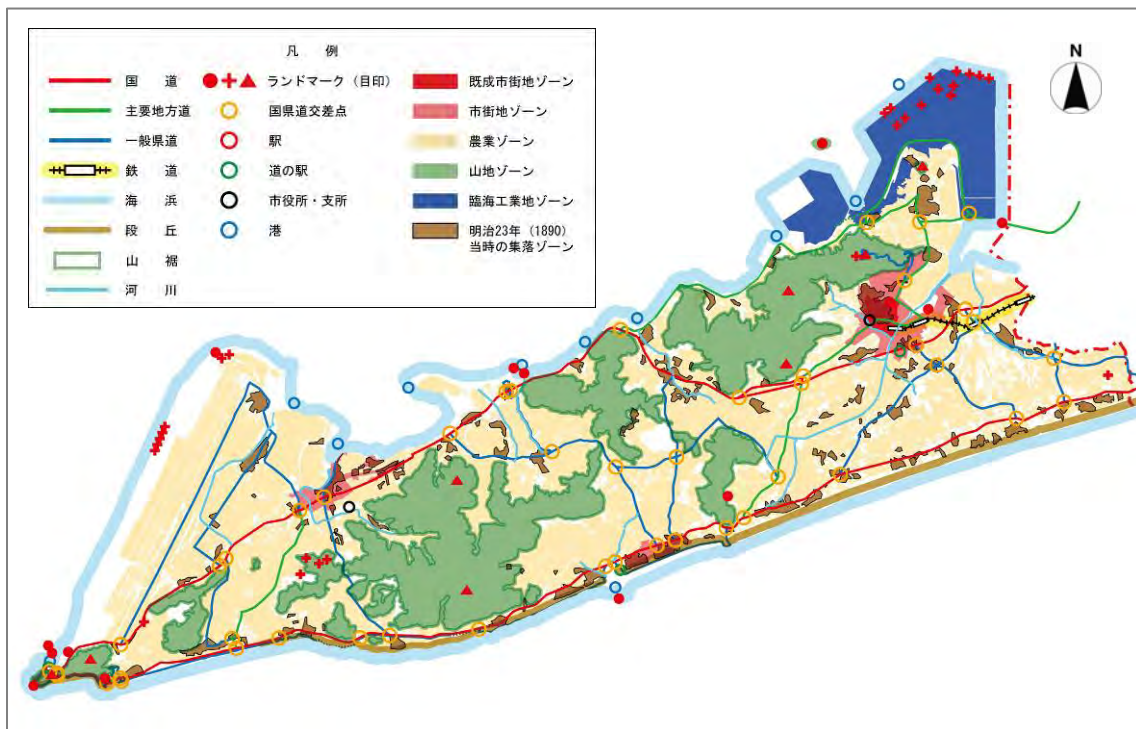 凡　例
国　道
主要地方道
一般県道
鉄　道
海　浜
段　丘
山　裾
河　川
ランドマーク（目印）
国県道交差点
駅
道の駅
市役所・支所
港
既成市街地ゾーン
市街地ゾーン
農業ゾーン
山地ゾーン
臨海工業地ゾーン
明治23年（1890）
当時の集落ゾーン
N